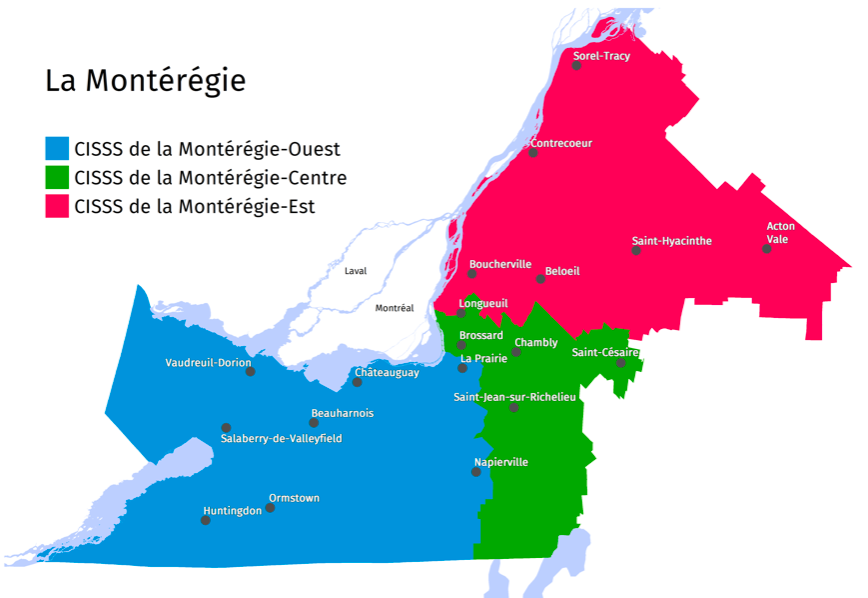 La Montérégie
CISSS de la Montérégie-Ouest
CISSS de la Montérégie-Centre
CISSS de la Montérégie-Est
Sorel-Tracy
Contrecoeur
Acton
Vale
Saint-Hyacinthe
Boucherville
Beloeil
Laval
Montréal
Longueuil
Brossard
Chambly
Saint-Césaire
La Prairie
Vaudreuil-Dorion
Châteauguay
Saint-Jean-sur-Richelieu
Beauharnois
Salaberry-de-Valleyfield
Napierville
Ormstown
Huntingdon